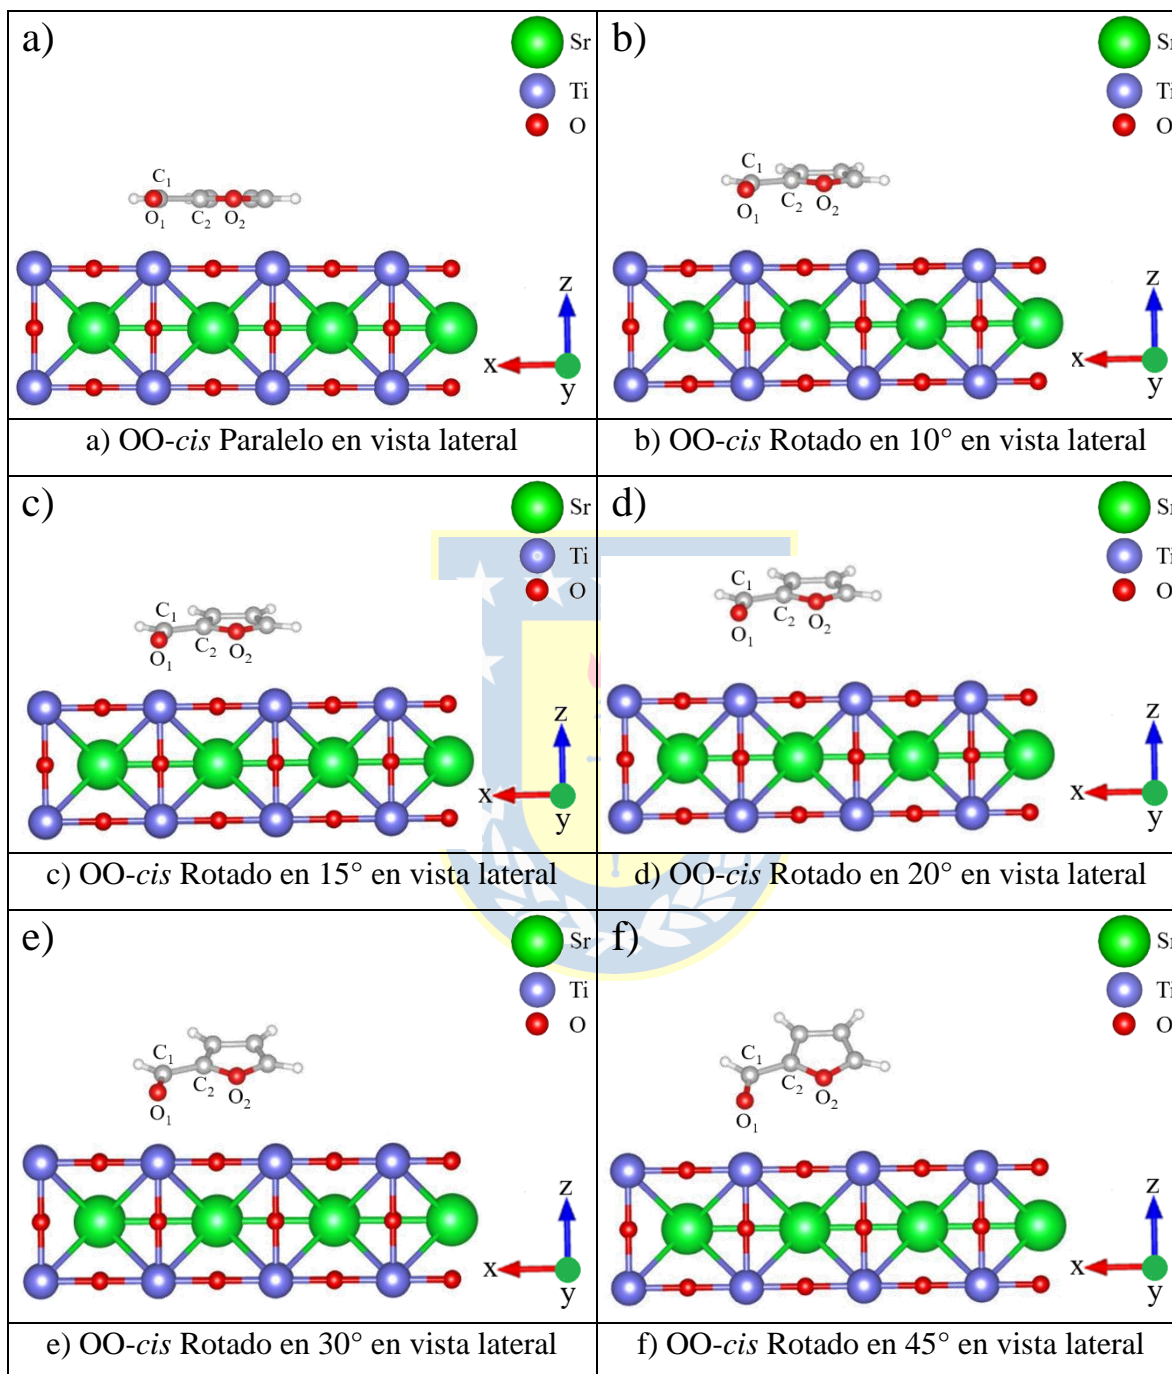 a)
Sr
Ti
O
C₁
O₁ C₂ O₂
z
x
y
a) OO-cis Paralelo en vista lateral
b)
S
Ti
O
C₁
O₁ C₂ O₂
z
x
y
b) OO-cis Rotado en 10° en vista lateral
c)
Sr
Ti
O
C₁
O₁ C₂ O₂
z
x
y
c) OO-cis Rotado en 15° en vista lateral
d)
S
Ti
O
C₁
O₁ C₂ O₂
z
x
y
d) OO-cis Rotado en 20° en vista lateral
e)
Sr
Ti
O
C₁
O₁ C₂ O₂
z
x
y
e) OO-cis Rotado en 30° en vista lateral
f)
S
Ti
O
C₁
O₁ C₂ O₂
z
x
y
f) OO-cis Rotado en 45° en vista lateral